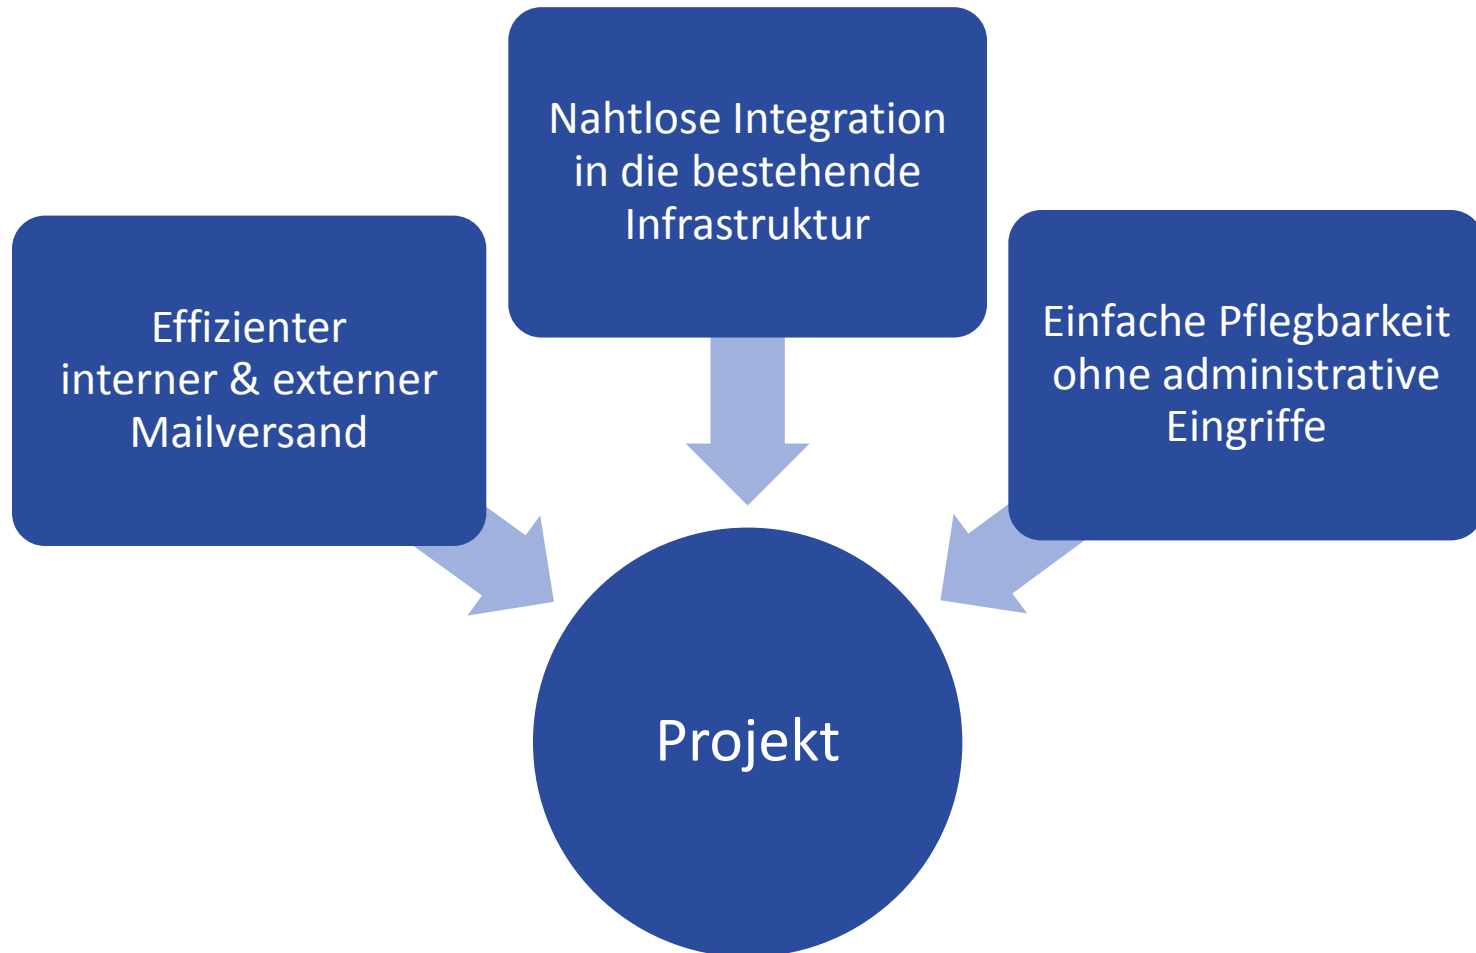 Nahtlose Integration
in die bestehende
Infrastruktur
Effizienter
interner & externer
Mailversand
Einfache Pflegbarkeit
ohne administrative
Eingriffe
Projekt